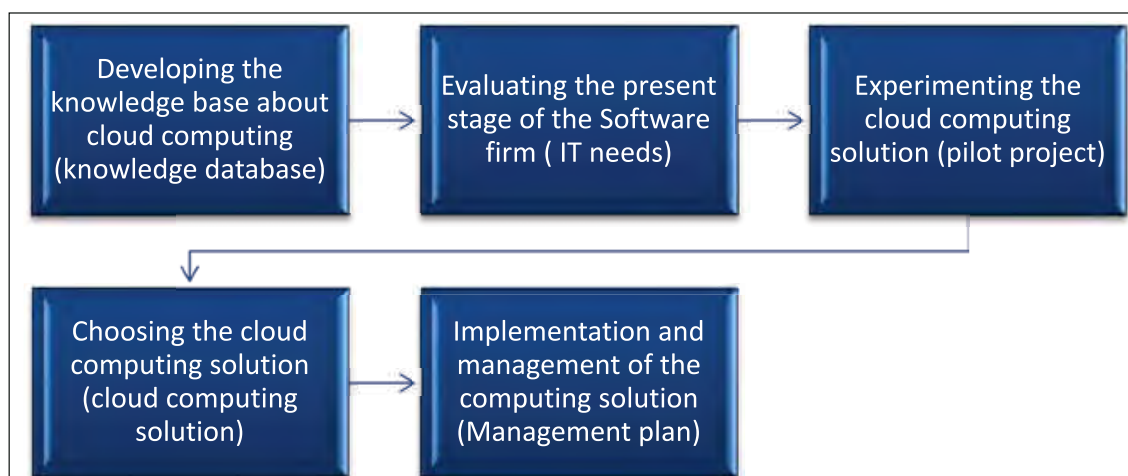 Developing the
knowledge base about
cloud computing
(knowledge database)
Evaluating the present
stage of the Software
firm ( IT needs)
Experimenting the
cloud computing
solution (pilot project)
Choosing the cloud
computing solution
(cloud computing
solution)
Implementation and
management of the
computing solution
(Management plan)